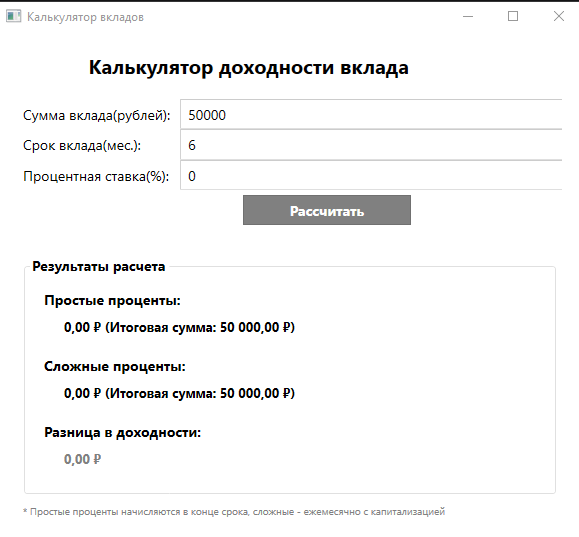 Калькулятор вкладов
Калькулятор доходности вклада
Сумма вклада(рублей): 50000
Срок вклада(мес.): 6
Процентная ставка(%): 0
Рассчитать
Результаты расчета
Простые проценты:
0,00 ₽ (Итоговая сумма: 50 000,00 ₽)
Сложные проценты:
0,00 ₽ (Итоговая сумма: 50 000,00 ₽)
Разница в доходности:
0,00 ₽
* Простые проценты начисляются в конце срока, сложные - ежемесячно с капитализацией